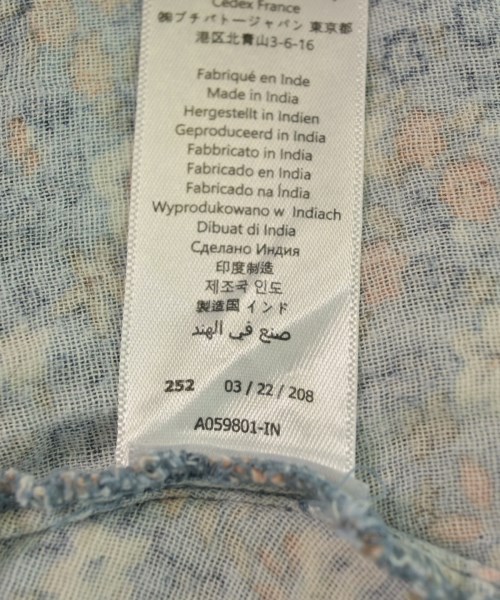 Cedex France
㈱プチバトージャパン 東京都
港区北青山3-6-16
Fabriqué en Inde
Made in India
Hergestellt in Indien
Geproduceerd in India
Fabbricato in India
Fabricado en India
Fabricado na Índia
Wyprodukowano w Indiach
Dibuat di India
Сделано Индия
印度制造
제조국 인도
製造国 インド
صنع في الهند
252 03 / 22 / 208
A059801-IN